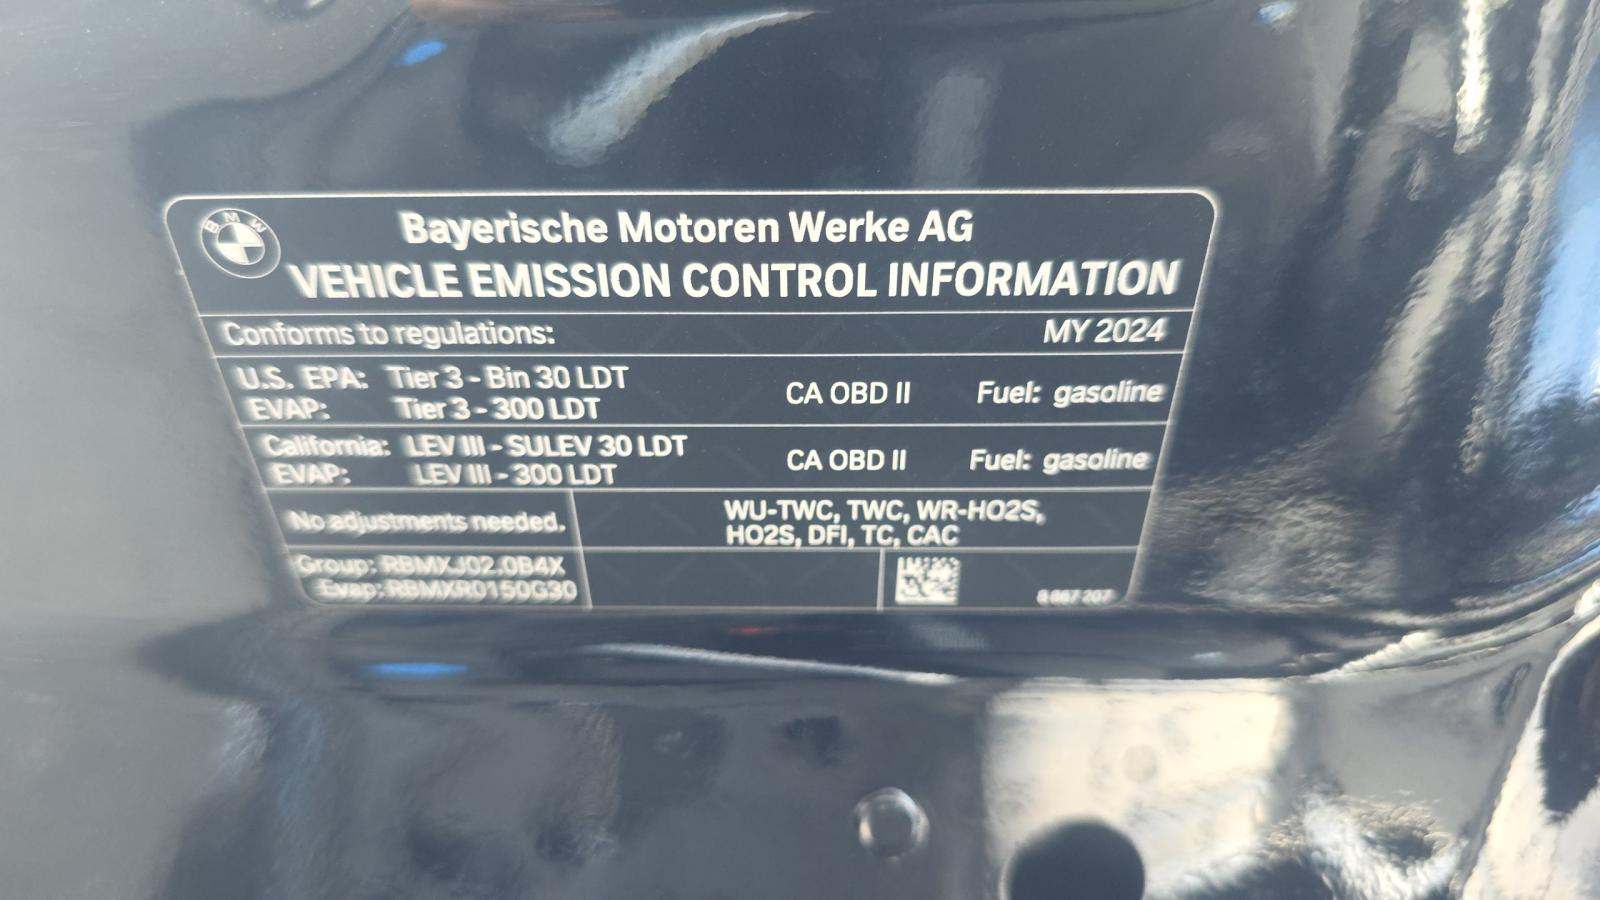 BMW
Bayerische Motoren Werke AG
VEHICLE EMISSION CONTROL INFORMATION
Conforms to regulations: MY 2024
U.S. EPA: Tier 3 - Bin 30 LDT
EVAP: Tier 3 - 300 LDT
CA OBD II Fuel: gasoline
California: LEV III - SULEV 30 LDT
EVAP: LEV III - 300 LDT
CA OBD II Fuel: gasoline
No adjustments needed.
WU-TWC, TWC, WR-HO2S,
HO2S, DFI, TC, CAC
Group: RBMXJ02.0B4X
Evap: RBMXR0150G30
8 867 207